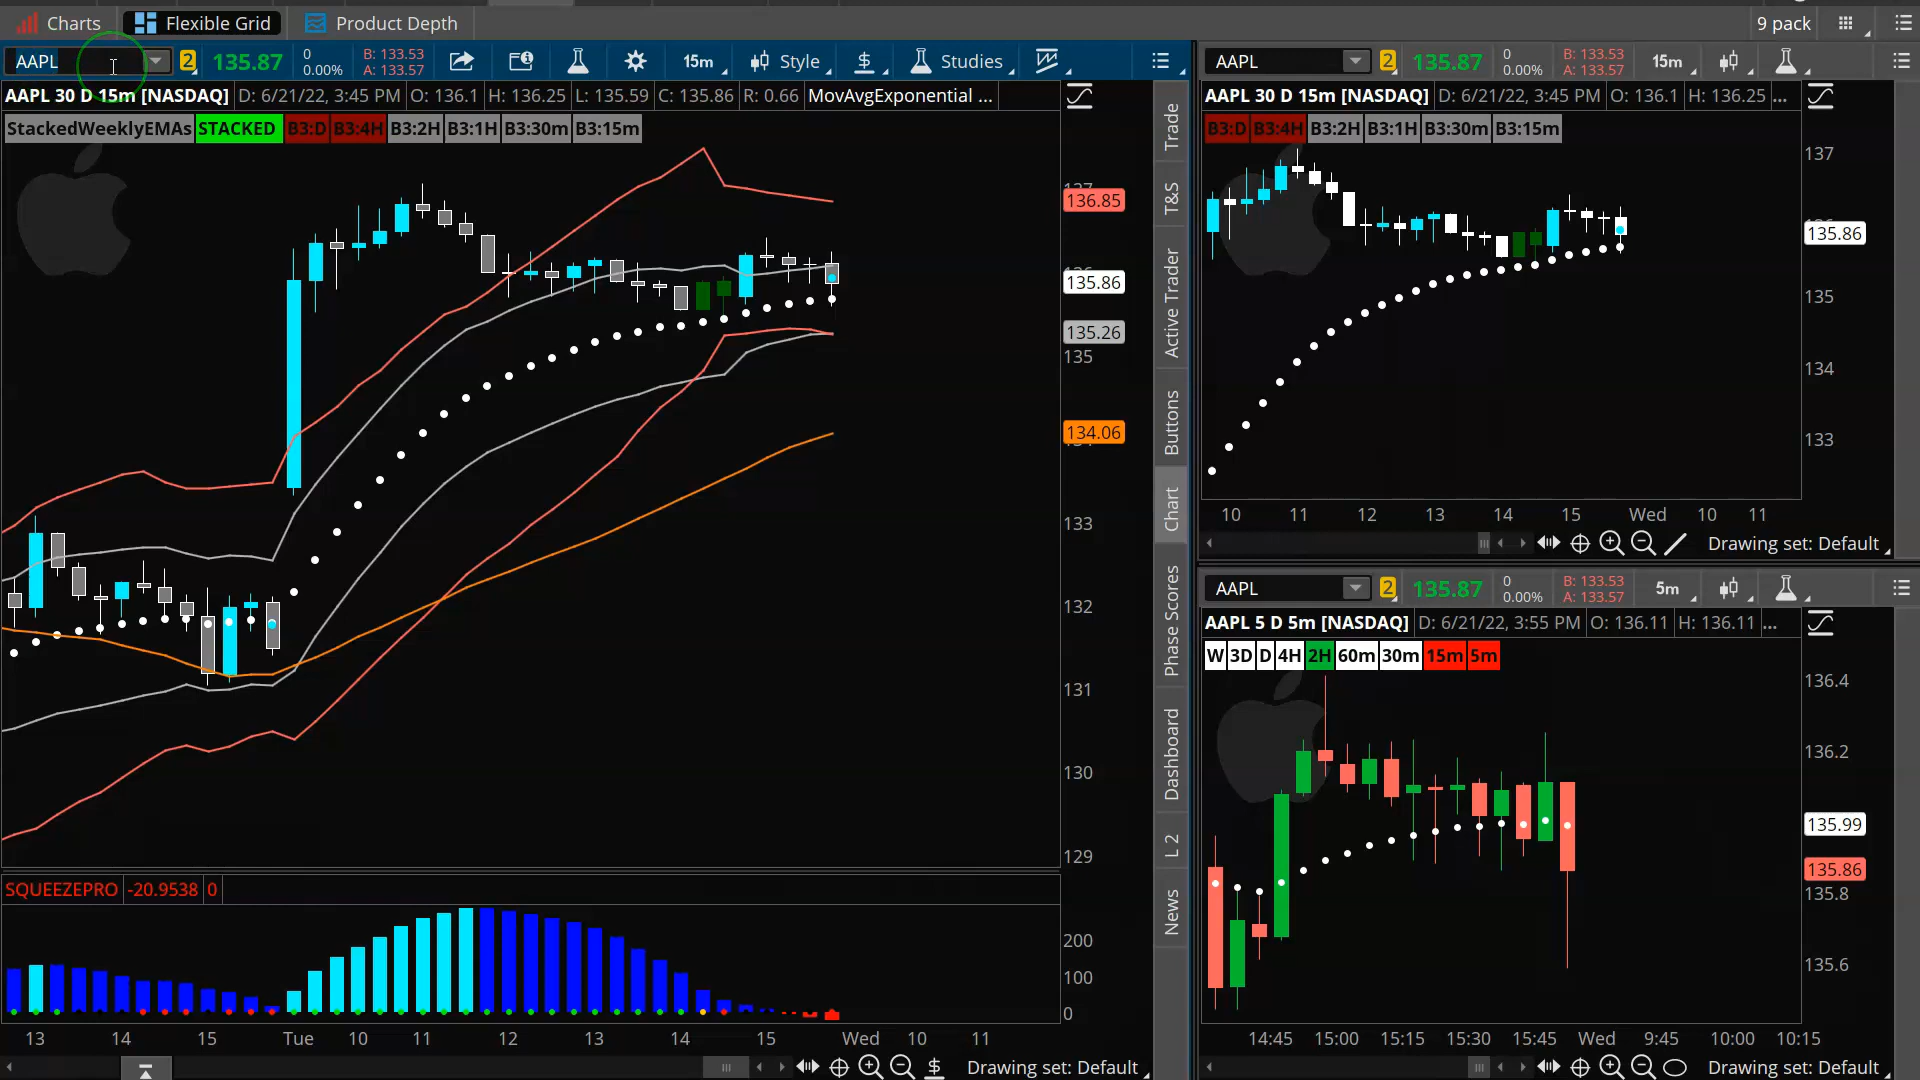 Charts Flexible Grid Product Depth 9 pack
AAPL 2 135.87 0 0.00% B: 133.53 A: 133.57 15m Style $ Studies
AAPL 30 D 15m [NASDAQ] D: 6/21/22, 3:45 PM O: 136.1 H: 136.25 L: 135.59 C: 135.86 R: 0.66 MovAvgExponential ...
StackedWeeklyEMAs STACKED B3:D B3:4H B3:2H B3:1H B3:30m B3:15m
136.85
135.86
135.26
135
134.06
133
132
131
130
129
SQUEEZEPRO -20.9538 0
200
100
0
13 14 15 Tue 10 11 12 13 14 15 Wed 10 11
$ Drawing set: Default
Trade
T&S
Active Trader
Buttons
Chart
Phase Scores
Dashboard
L 2
News
AAPL 2 135.87 0 0.00% B: 133.53 A: 133.57 15m
AAPL 30 D 15m [NASDAQ] D: 6/21/22, 3:45 PM O: 136.1 H: 136.25 ...
B3:D B3:4H B3:2H B3:1H B3:30m B3:15m
137
135.86
135
134
133
10 11 12 13 14 15 Wed 10 11
Drawing set: Default
AAPL 2 135.87 0 0.00% B: 133.53 A: 133.57 5m
AAPL 5 D 5m [NASDAQ] D: 6/21/22, 3:55 PM O: 136.11 H: 136.11 ...
W 3D D 4H 2H 60m 30m 15m 5m
136.4
136.2
135.99
135.86
135.8
135.6
14:45 15:00 15:15 15:30 15:45 Wed 9:45 10:00 10:15
Drawing set: Default